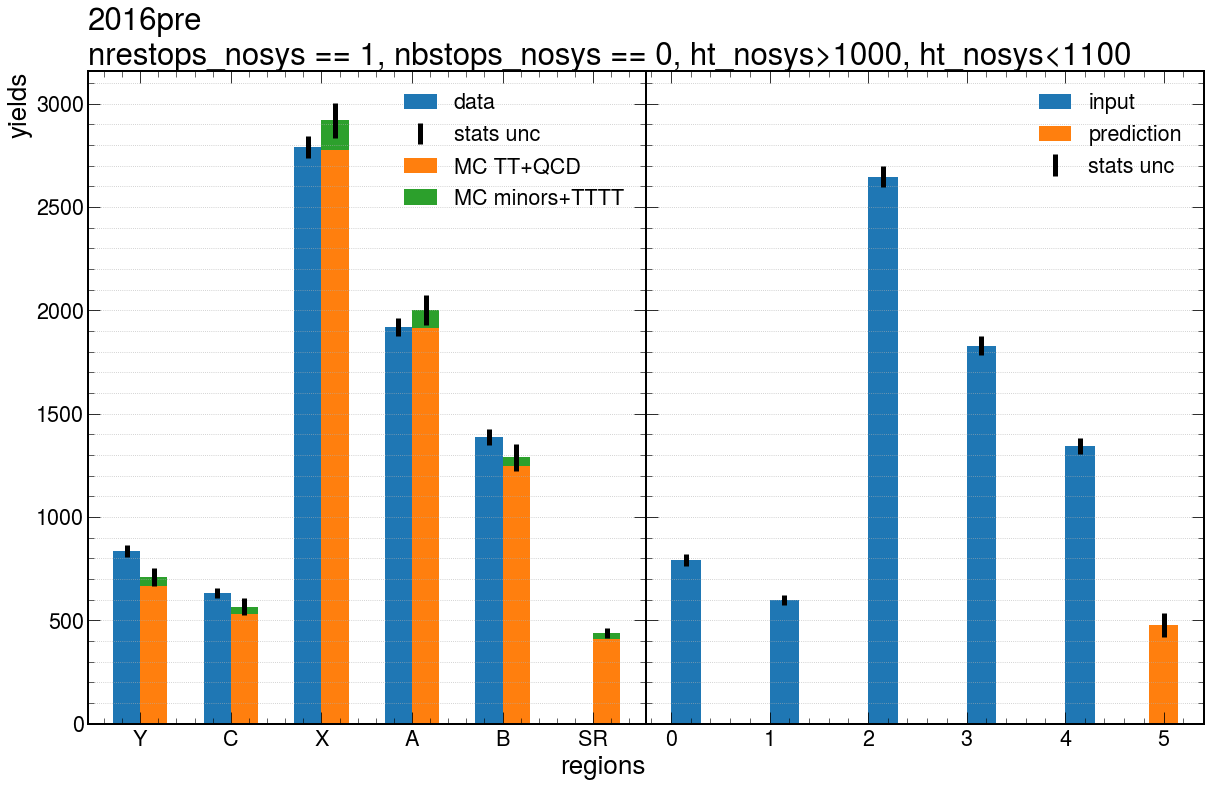 2016pre
nrestops_nosys == 1, nbstops_nosys == 0, ht_nosys>1000, ht_nosys<1100
yields
3000
2500
2000
1500
1000
500
0
data
stats unc
MC TT+QCD
MC minors+TTTT
input
prediction
stats unc
Y C X A B SR
0 1 2 3 4 5
regions